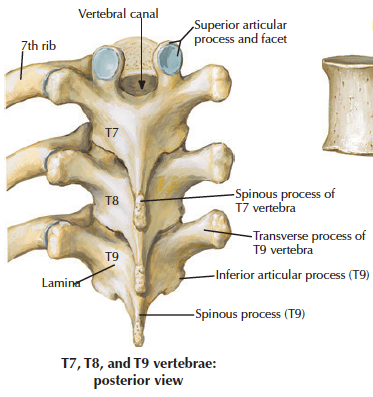 Vertebral canal
Superior articular
process and facet
7th rib
T7
T8
Spinous process of
T7 vertebra
Transverse process of
T9 vertebra
T9
Inferior articular process (T9)
Lamina
Spinous process (T9)
T7, T8, and T9 vertebrae:
posterior view